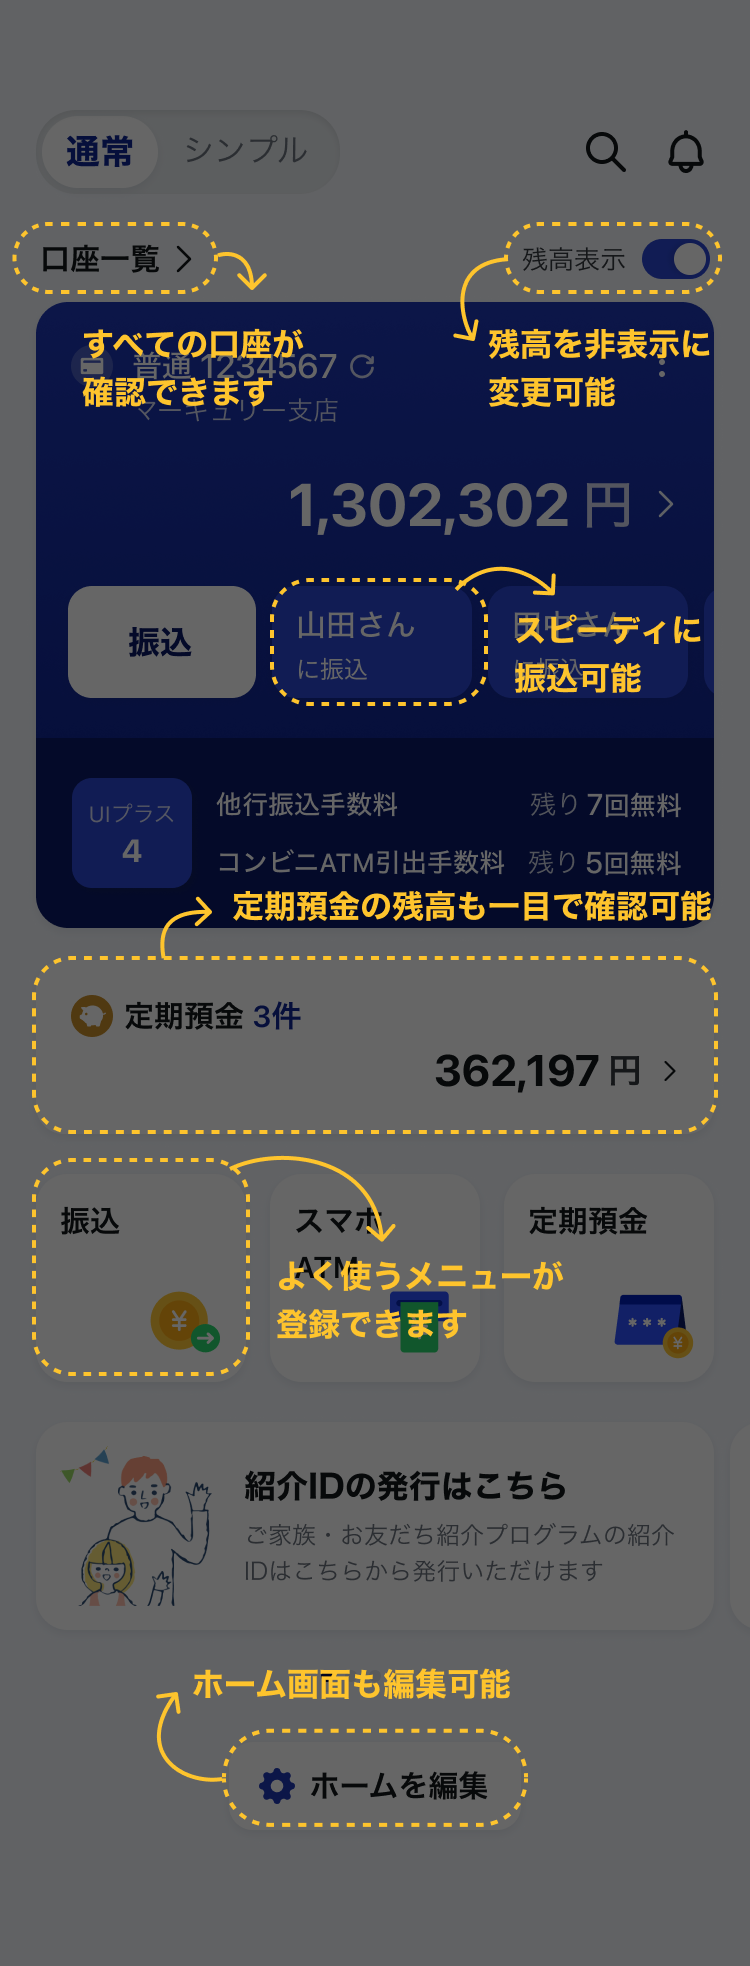 通常
シンプル
口座一覧
残高表示
すべての口座が
確認できます
残高を非表示に
変更可能
普通 1234567
マーキュリー支店
1,302,302 円
振込
山田さん
に振込
田中さん
に振込
スピーディに
振込可能
UIプラス
4
他行振込手数料
残り 7回無料
コンビニATM引出手数料
残り 5回無料
定期預金の残高も一目で確認可能
定期預金 3件
362,197 円
振込
スマホ
ATM
定期預金
よく使うメニューが
登録できます
紹介IDの発行はこちら
ご家族・お友だち紹介プログラムの紹介
IDはこちらから発行いただけます
ホーム画面も編集可能
ホームを編集